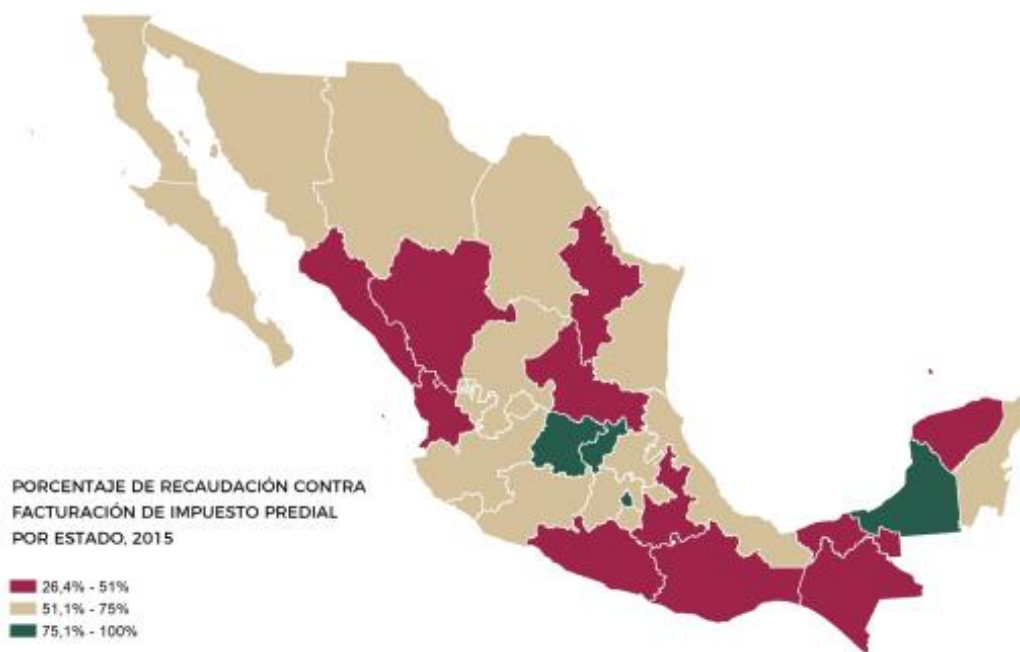 PORCENTAJE DE RECAUDACIÓN CONTRA
FACTURACIÓN DE IMPUESTO PREDIAL
POR ESTADO, 2015
26,4% - 51%
51,1% - 75%
75,1% - 100%